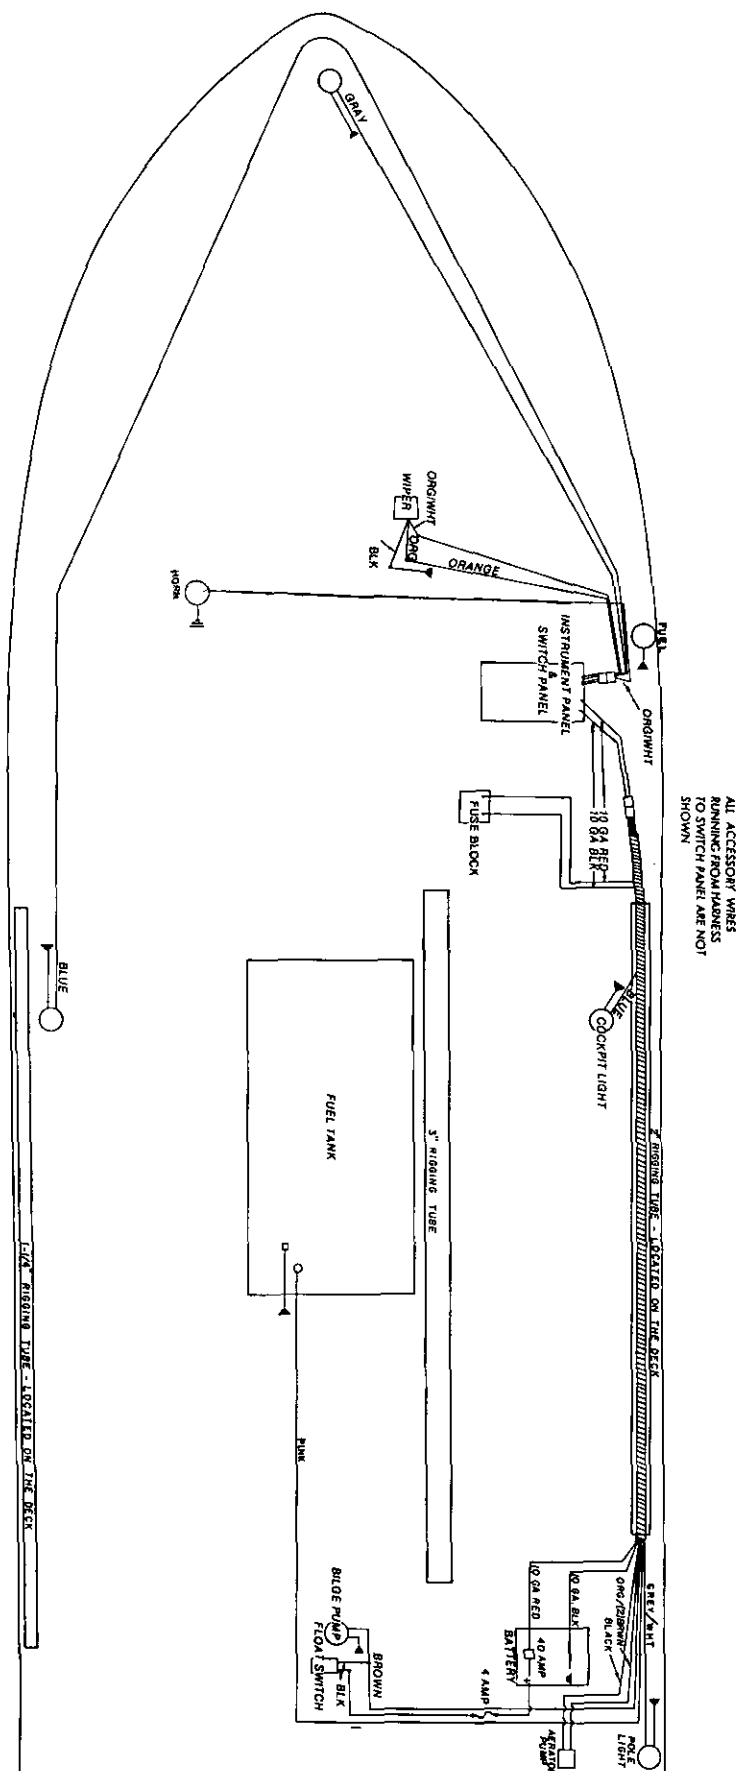 GRAY
ORG/WHT
WIPER
ORG
BLK
ORANGE
HORN
FUEL
INSTRUMENT PANEL
&
SWITCH PANEL
ORG/WHT
ALL ACCESSORY WIRES
RUNNING FROM HARNESS
TO SWITCH PANEL ARE NOT
SHOWN
10 GA RED
10 GA BLK
FUSE BLOCK
BLUE
BLUE
COCKPIT LIGHT
FUEL TANK
3" RIGGING TUBE
2" RIGGING TUBE - LOCATED ON THE DECK
1-1/4" RIGGING TUBE - LOCATED ON THE DECK
PINK
GREY/WHT
ORG/(2)BRWN
BLACK
10 GA. BLK
10 GA RED
40 AMP
BATTERY
BILGE PUMP
FLOAT SWITCH
BROWN
BLK
4 AMP
AERATOR
PUMP
POLE
LIGHT